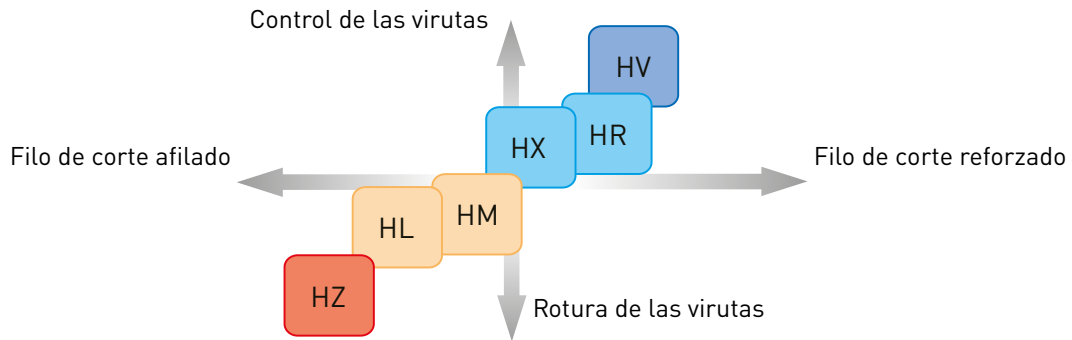 Control de las virutas
HV
HR
HX
Filo de corte afilado
Filo de corte reforzado
HM
HL
HZ
Rotura de las virutas